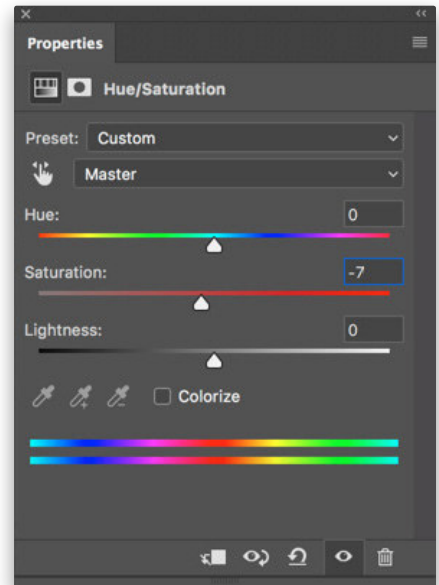 Properties
Hue/Saturation
Preset: Custom
Master
Hue: 0
Saturation: -7
Lightness: 0
Colorize